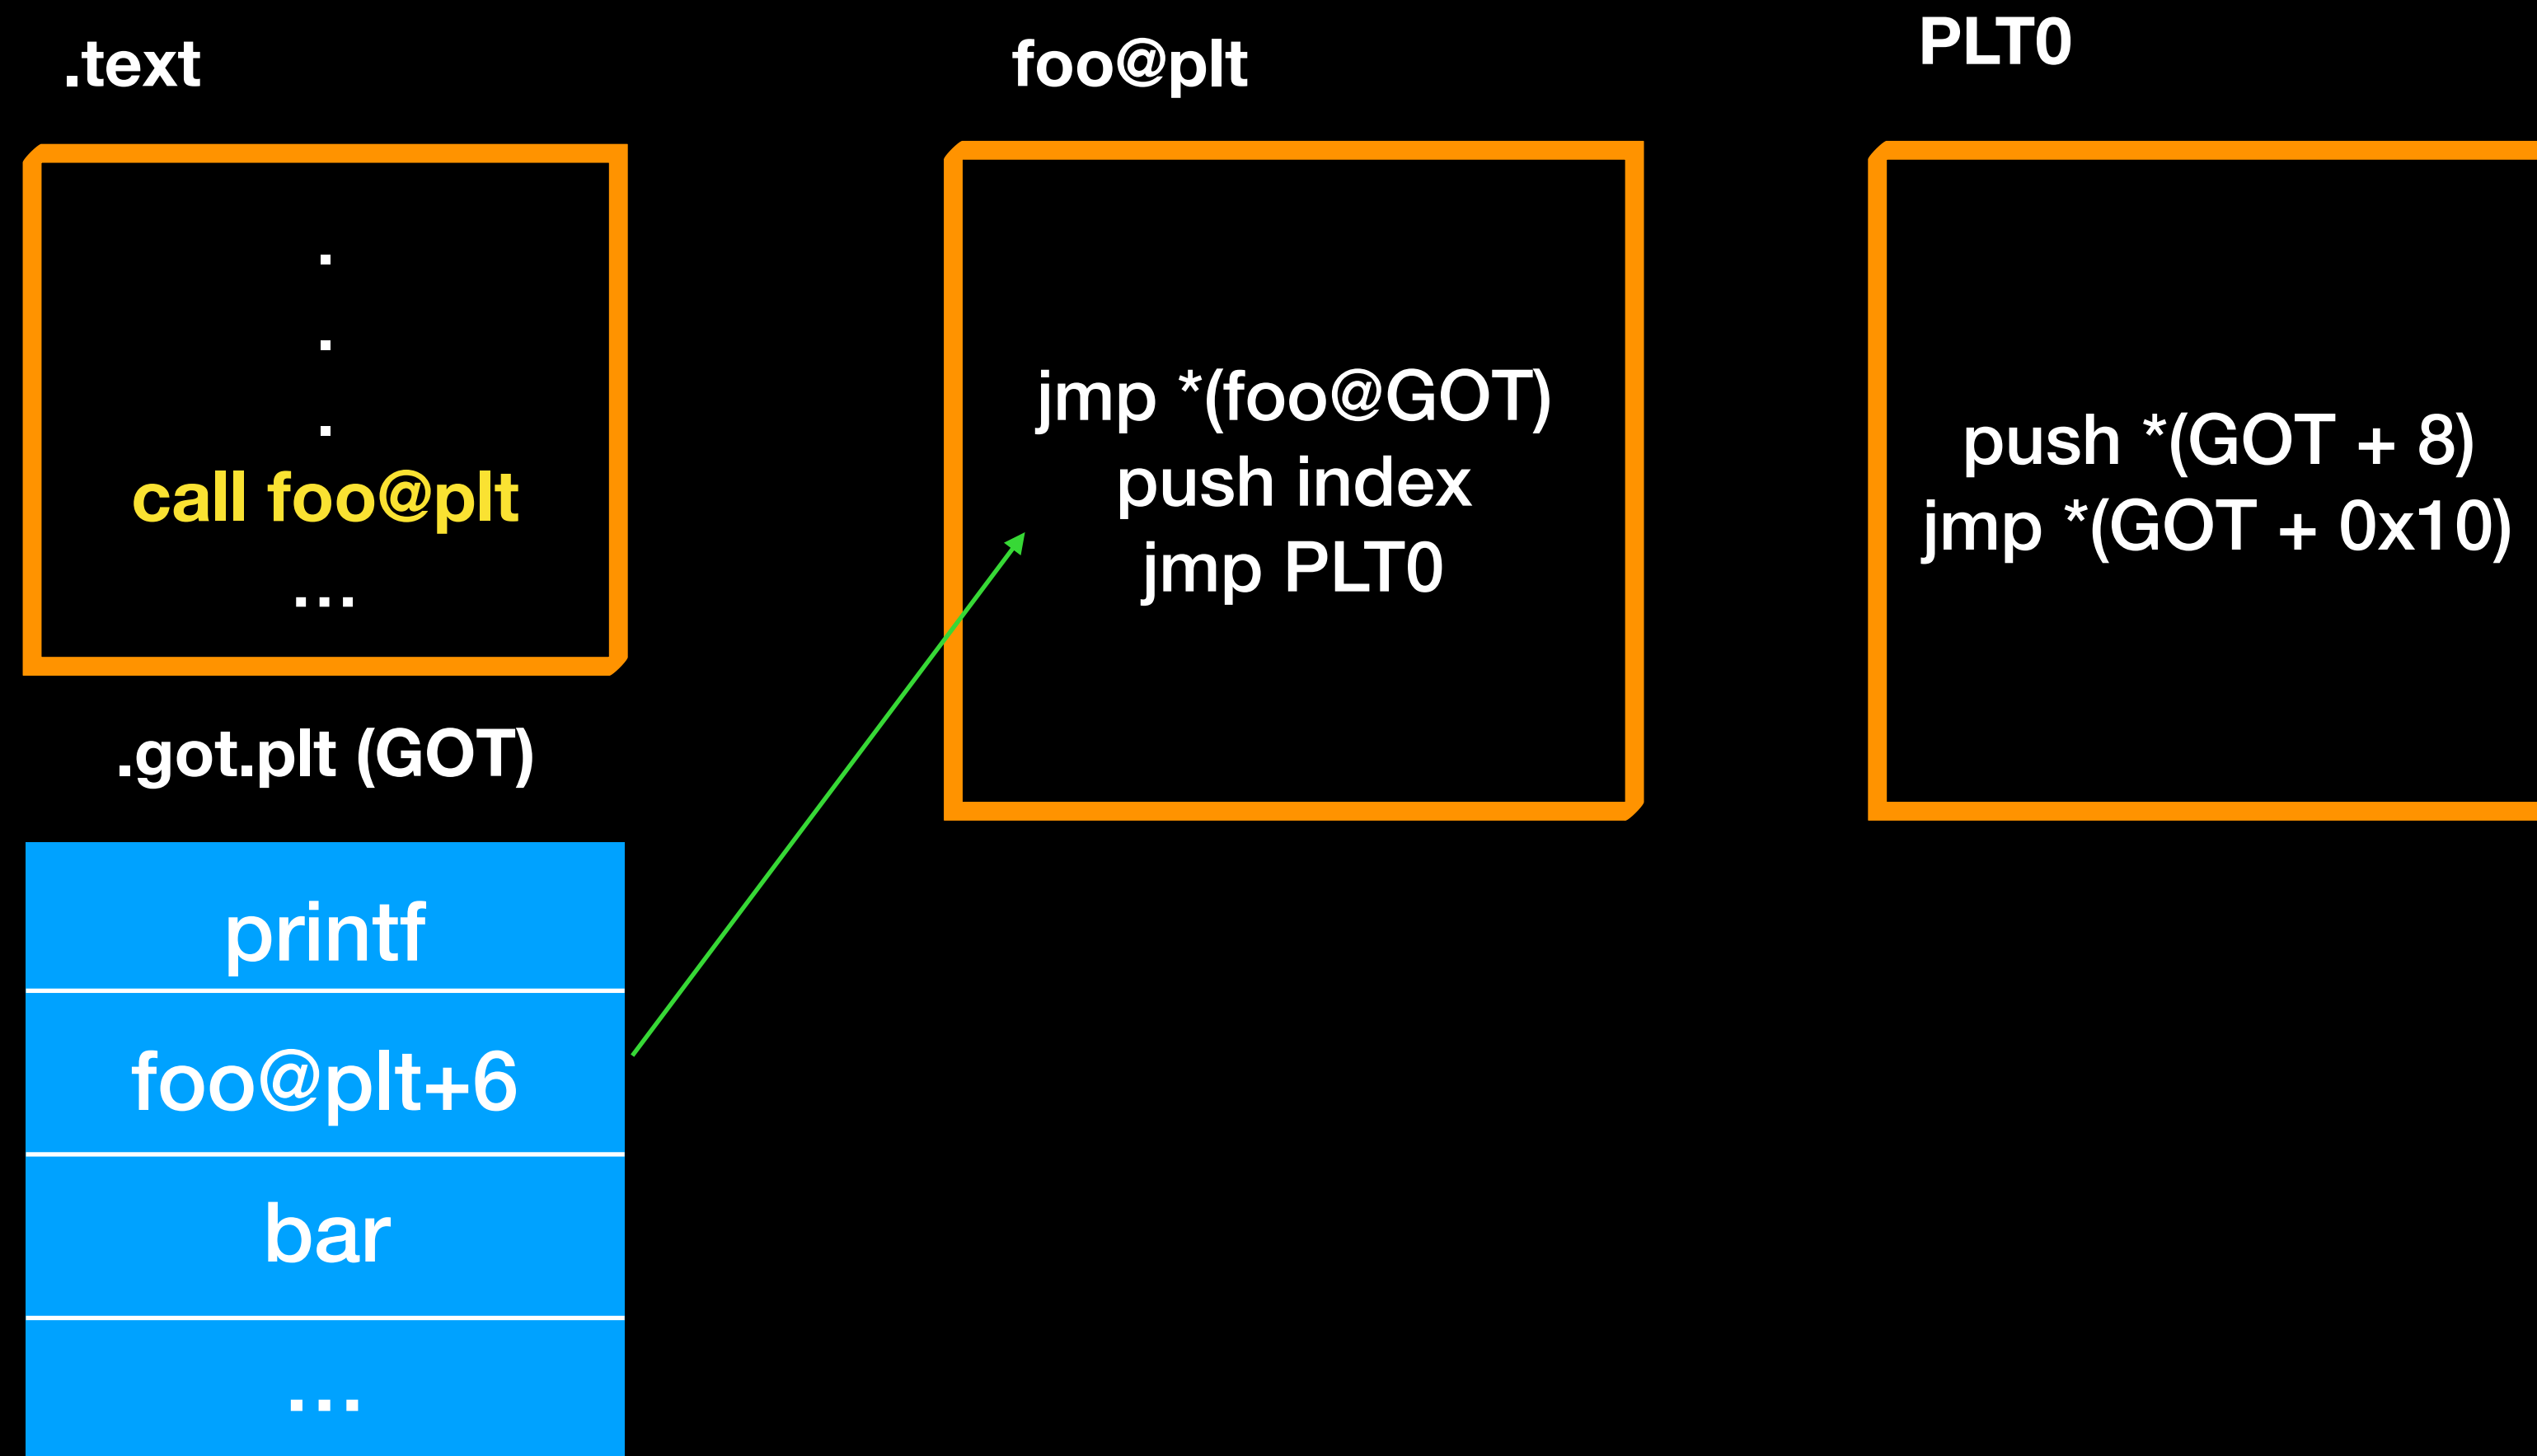 .text
.
.
.
call foo@plt
...
.got.plt (GOT)
printf
foo@plt+6
bar
...
foo@plt
jmp *(foo@GOT)
push index
jmp PLT0
PLT0
push *(GOT + 8)
jmp *(GOT + 0x10)